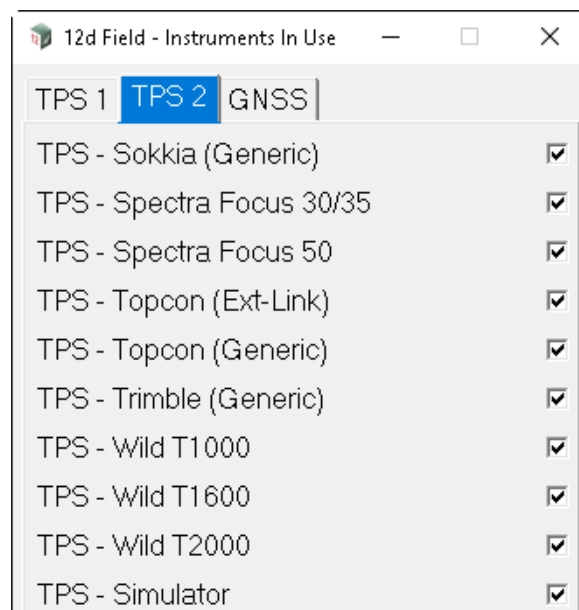 12d Field - Instruments In Use
TPS 1 TPS 2 GNSS
TPS - Sokkia (Generic)
TPS - Spectra Focus 30/35
TPS - Spectra Focus 50
TPS - Topcon (Ext-Link)
TPS - Topcon (Generic)
TPS - Trimble (Generic)
TPS - Wild T1000
TPS - Wild T1600
TPS - Wild T2000
TPS - Simulator